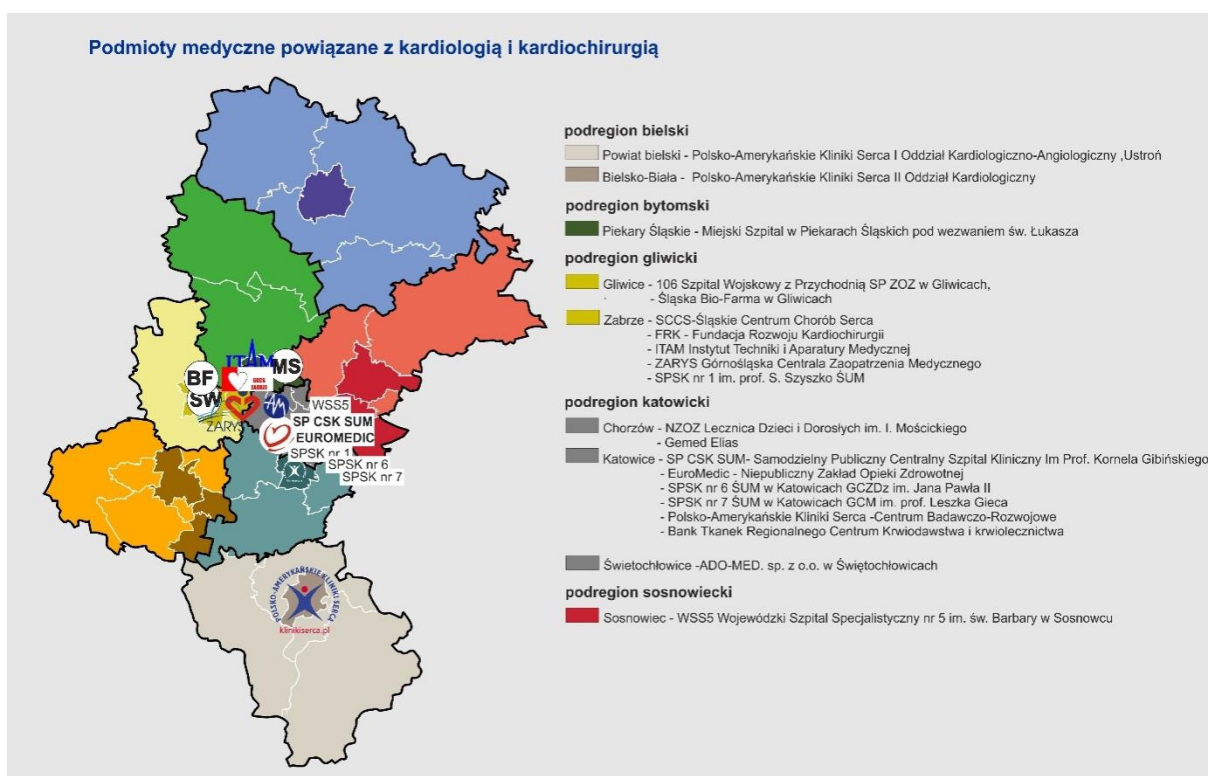 Podmioty medyczne powiązane z kardiologią i kardiochirurgią
podregion bielski
Powiat bielski - Polsko-Amerykańskie Kliniki Serca I Oddział Kardiologiczno-Angiologiczny ,Ustroń
Bielsko-Biała - Polsko-Amerykańskie Kliniki Serca II Oddział Kardiologiczny
podregion bytomski
Piekary Śląskie - Miejski Szpital w Piekarach Śląskich pod wezwaniem św. Łukasza
podregion gliwicki
Gliwice - 106 Szpital Wojskowy z Przychodnią SP ZOZ w Gliwicach,
- Śląska Bio-Farma w Gliwicach
Zabrze - SCCS-Śląskie Centrum Chorób Serca
- FRK - Fundacja Rozwoju Kardiochirurgii
- ITAM Instytut Techniki i Aparatury Medycznej
- ZARYS Górnośląska Centrala Zaopatrzenia Medycznego
- SPSK nr 1 im. prof. S. Szyszko ŚUM
podregion katowicki
Chorzów - NZOZ Lecznica Dzieci i Dorosłych im. I. Mościckiego
- Gemed Elias
Katowice - SP CSK SUM- Samodzielny Publiczny Centralny Szpital Kliniczny Im Prof. Kornela Gibińskiego
- EuroMedic - Niepubliczny Zakład Opieki Zdrowotnej
- SPSK nr 6 ŚUM w Katowicach GCZDz im. Jana Pawła II
- SPSK nr 7 ŚUM w Katowicach GCM im. prof. Leszka Gieca
- Polsko-Amerykańskie Kliniki Serca -Centrum Badawczo-Rozwojowe
- Bank Tkanek Regionalnego Centrum Krwiodawstwa i krwiolecznictwa
Świetochłowice -ADO-MED. sp. z o.o. w Świętochłowicach
podregion sosnowiecki
Sosnowiec - WSS5 Wojewódzki Szpital Specjalistyczny nr 5 im. św. Barbary w Sosnowcu
ITAM
MS
BF
SCCS
ZABRZE
SW
AM
WSS5
ZARYS
SP CSK SUM
EUROMEDIC
SPSK nr 1
SPSK nr 6
SPSK nr 7
POLSKO-AMERYKAŃSKIE KLINIKI SERCA
klinikiserca.pl